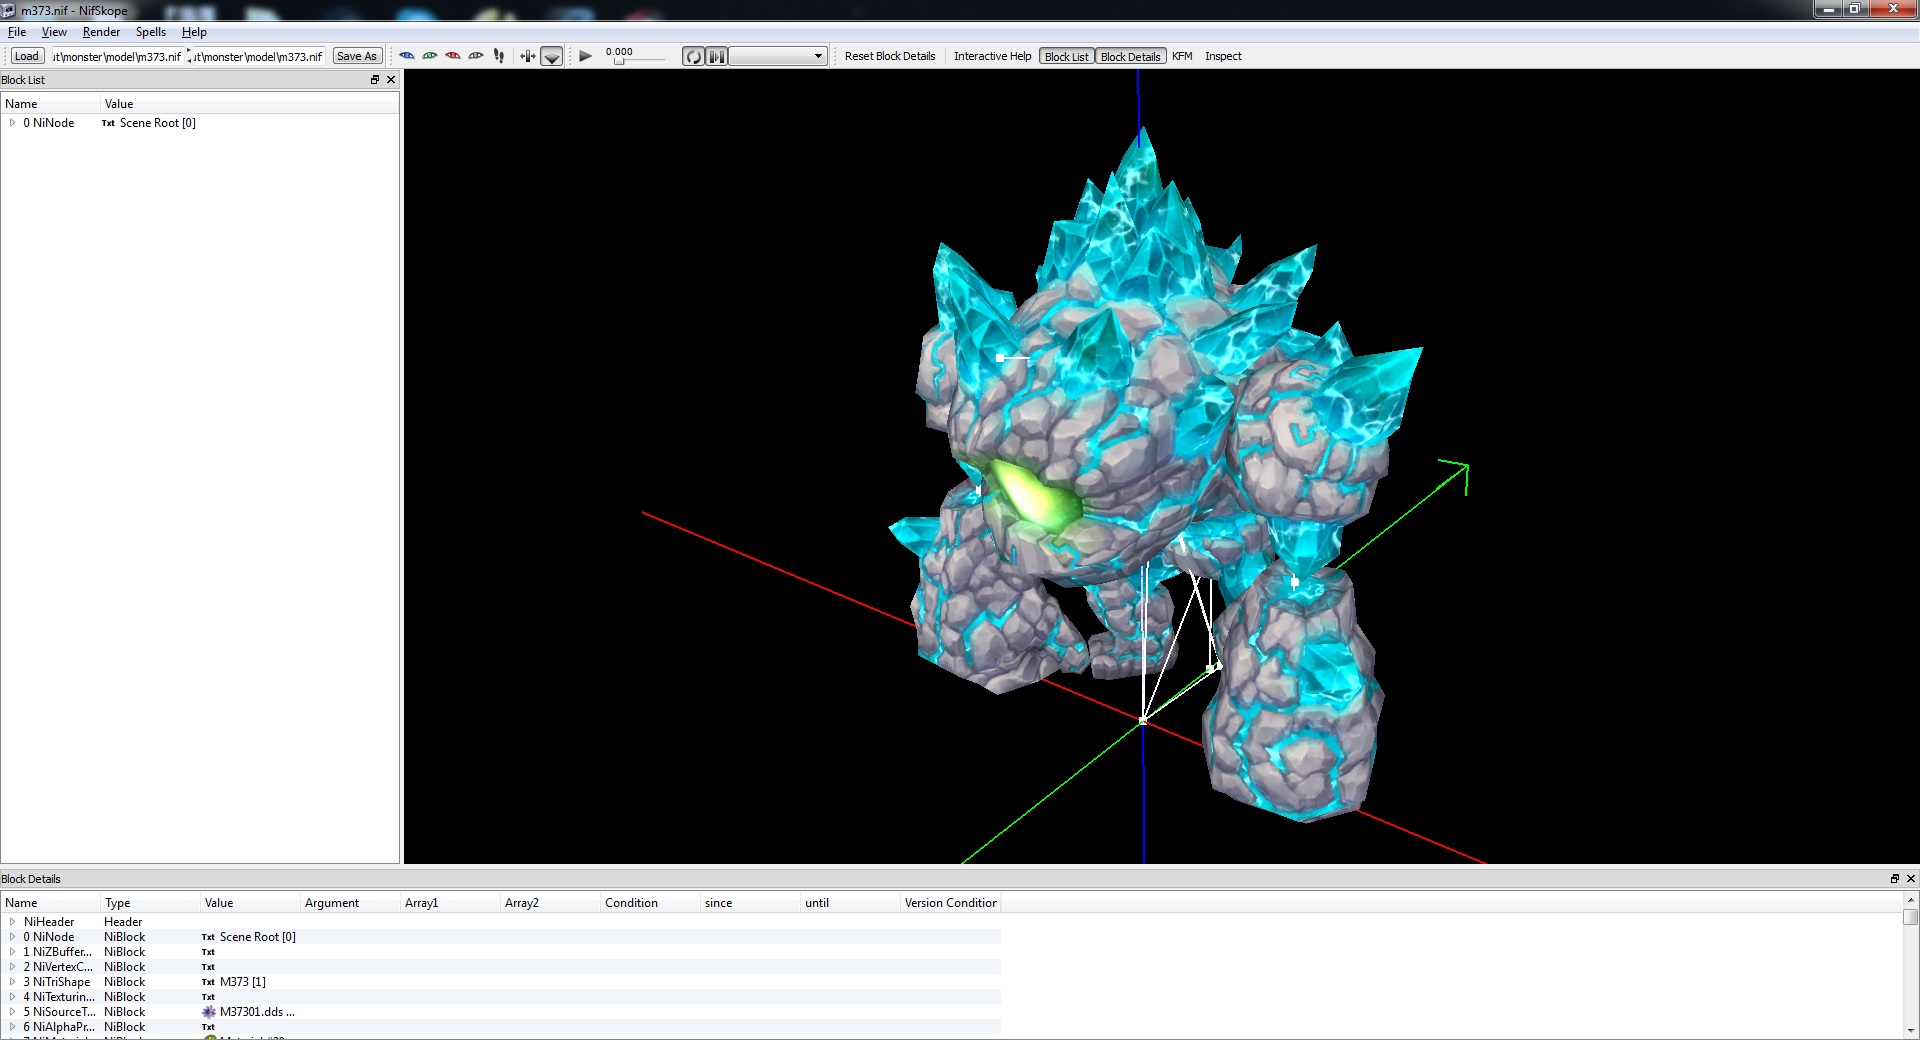 m373.nif - NifSkope
File View Render Spells Help
Load ut\monster\model\m373.nif ut\monster\model\m373.nif Save As 0.000 Reset Block Details Interactive Help Block List Block Details KFM Inspect
Block List
Name Value
0 NiNode Txt Scene Root [0]
Block Details
Name Type Value Argument Array1 Array2 Condition since until Version Condition
NiHeader Header
0 NiNode NiBlock Txt Scene Root [0]
1 NiZBuffer... NiBlock Txt
2 NiVertexC... NiBlock Txt
3 NiTriShape NiBlock Txt M373 [1]
4 NiTexturin... NiBlock Txt
5 NiSourceT... NiBlock M37301.dds ...
6 NiAlphaPr... NiBlock Txt